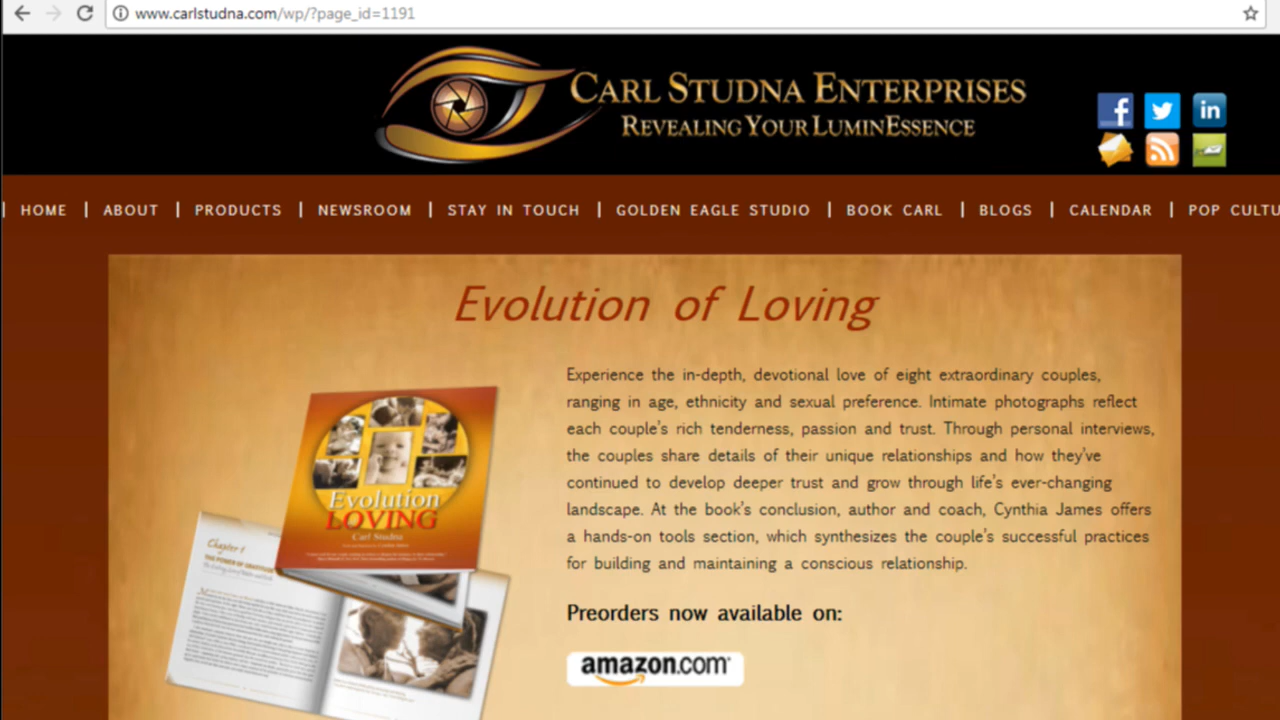 www.carlstudna.com/wp/?page_id=1191
CARL STUDNA ENTERPRISES
REVEALING YOUR LUMINESSENCE
HOME | ABOUT | PRODUCTS | NEWSROOM | STAY IN TOUCH | GOLDEN EAGLE STUDIO | BOOK CARL | BLOGS | CALENDAR | POP CULTU
Evolution of Loving
Experience the in-depth, devotional love of eight extraordinary couples,
ranging in age, ethnicity and sexual preference. Intimate photographs reflect
each couple's rich tenderness, passion and trust. Through personal interviews,
the couples share details of their unique relationships and how they've
continued to develop deeper trust and grow through life's ever-changing
landscape. At the book's conclusion, author and coach, Cynthia James offers
a hands-on tools section, which synthesizes the couple's successful practices
for building and maintaining a conscious relationship.
Preorders now available on:
amazon.com
Evolution
LOVING
Carl Studna
Chapter 1
THE POWER OF GRATITUDE